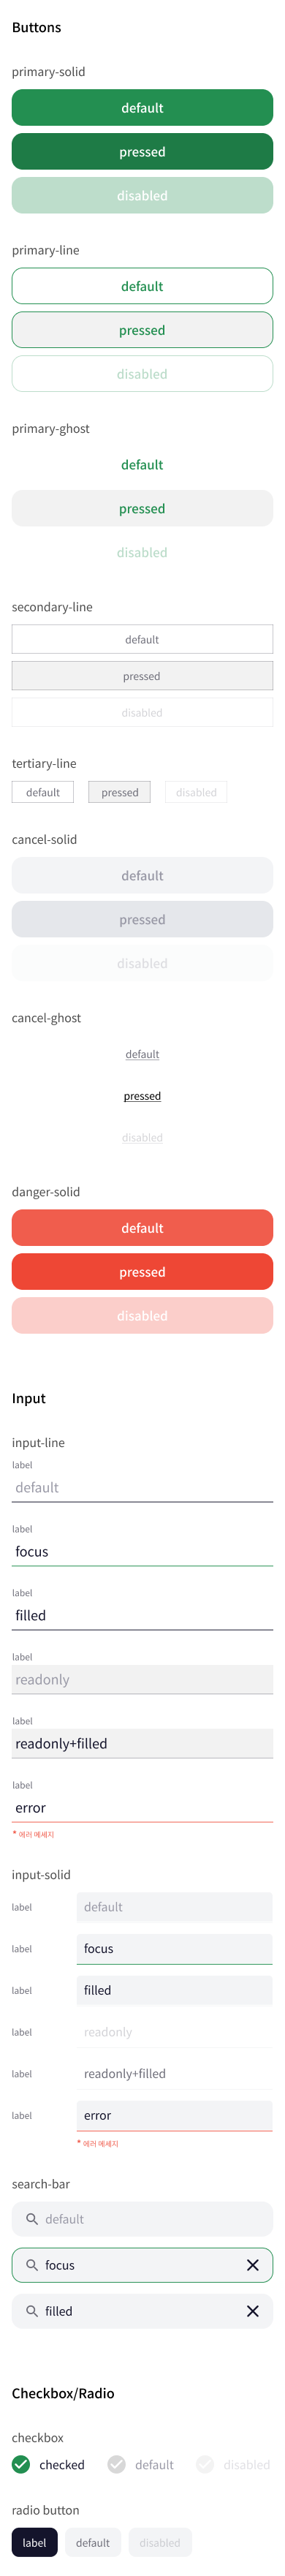 Buttons
primary-solid
default
pressed
disabled
primary-line
default
pressed
disabled
primary-ghost
default
pressed
disabled
secondary-line
default
pressed
disabled
tertiary-line
default pressed disabled
cancel-solid
default
pressed
disabled
cancel-ghost
default
pressed
disabled
danger-solid
default
pressed
disabled
Input
input-line
label
default
label
focus
label
filled
label
readonly
label
readonly+filled
label
error
* 에러 메세지
input-solid
label default
label focus
label filled
label readonly
label readonly+filled
label error
* 에러 메세지
search-bar
default
focus
filled
Checkbox/Radio
checkbox
checked default disabled
radio button
label default disabled